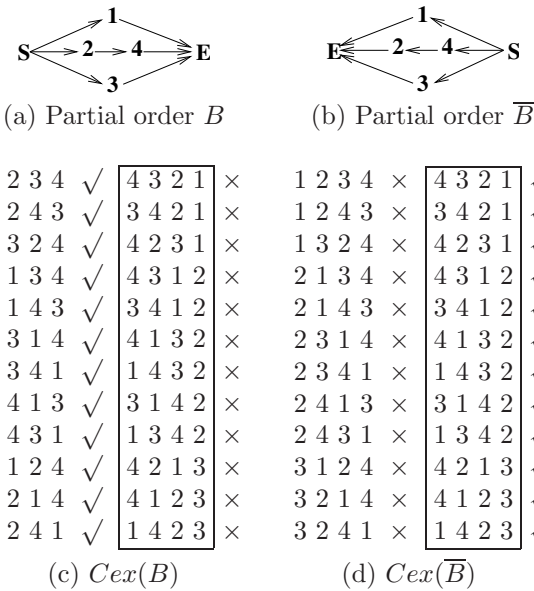 1 1
S 2 4 E E 2 4 S
3 3
(a) Partial order B (b) Partial order B̅
2 3 4 √ 4 3 2 1 × 1 2 3 4 × 4 3 2 1
2 4 3 √ 3 4 2 1 × 1 2 4 3 × 3 4 2 1
3 2 4 √ 4 2 3 1 × 1 3 2 4 × 4 2 3 1
1 3 4 √ 4 3 1 2 × 2 1 3 4 × 4 3 1 2
1 4 3 √ 3 4 1 2 × 2 1 4 3 × 3 4 1 2
3 1 4 √ 4 1 3 2 × 2 3 1 4 × 4 1 3 2
3 4 1 √ 1 4 3 2 × 2 3 4 1 × 1 4 3 2
4 1 3 √ 3 1 4 2 × 2 4 1 3 × 3 1 4 2
4 3 1 √ 1 3 4 2 × 2 4 3 1 × 1 3 4 2
1 2 4 √ 4 2 1 3 × 3 1 2 4 × 4 2 1 3
2 1 4 √ 4 1 2 3 × 3 2 1 4 × 4 1 2 3
2 4 1 √ 1 4 2 3 × 3 2 4 1 × 1 4 2 3
(c) Cex(B) (d) Cex(B̅)